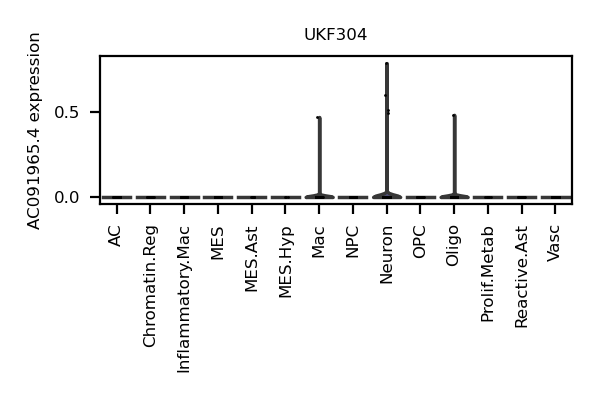 UKF304
AC091965.4 expression
0.5
0.0
AC
Chromatin.Reg
Inflammatory.Mac
MES
MES.Ast
MES.Hyp
Mac
NPC
Neuron
OPC
Oligo
Prolif.Metab
Reactive.Ast
Vasc